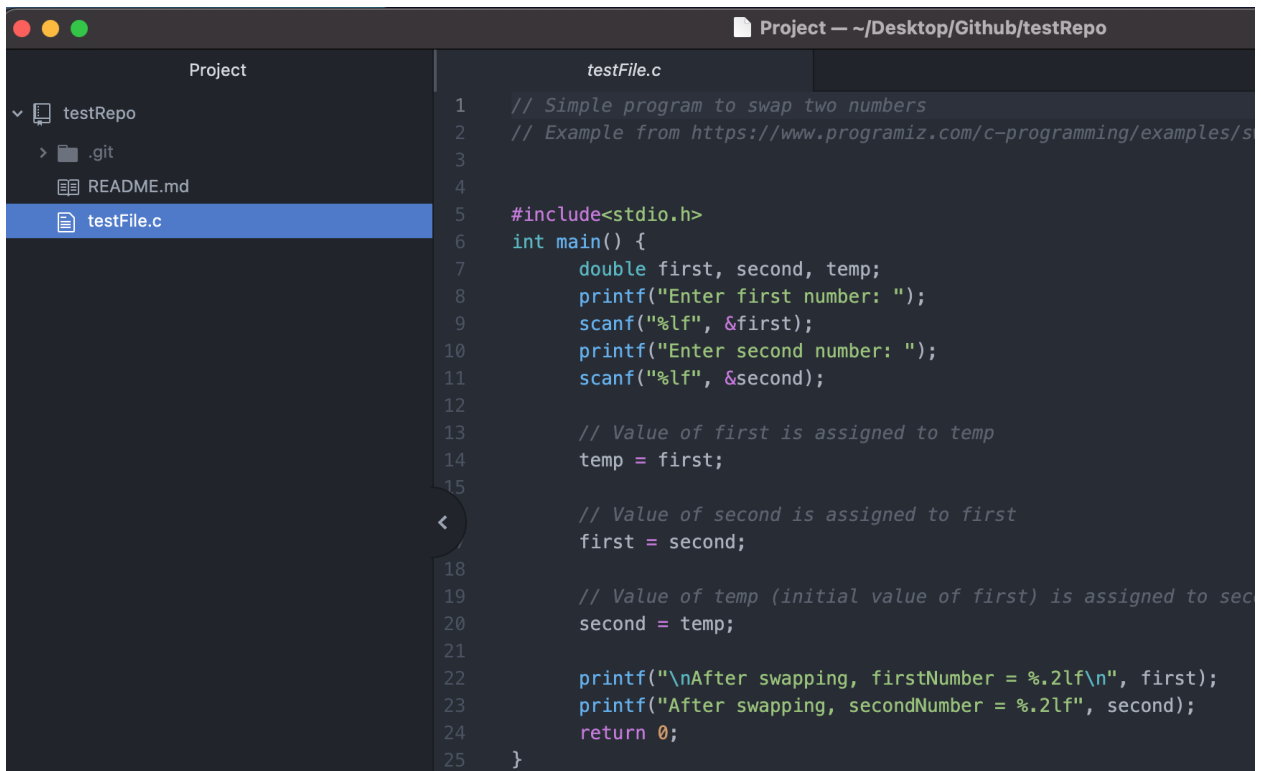 Project — ~/Desktop/Github/testRepo
Project
testRepo
.git
README.md
testFile.c
testFile.c
1 // Simple program to swap two numbers
2 // Example from https://www.programiz.com/c-programming/examples/
3
4
5 #include<stdio.h>
6 int main() {
7 double first, second, temp;
8 printf("Enter first number: ");
9 scanf("%lf", &first);
10 printf("Enter second number: ");
11 scanf("%lf", &second);
12
13 // Value of first is assigned to temp
14 temp = first;
15
// Value of second is assigned to first
first = second;
18
19 // Value of temp (initial value of first) is assigned to
20 second = temp;
21
22 printf("\nAfter swapping, firstNumber = %.2lf\n", first);
23 printf("After swapping, secondNumber = %.2lf", second);
24 return 0;
25 }